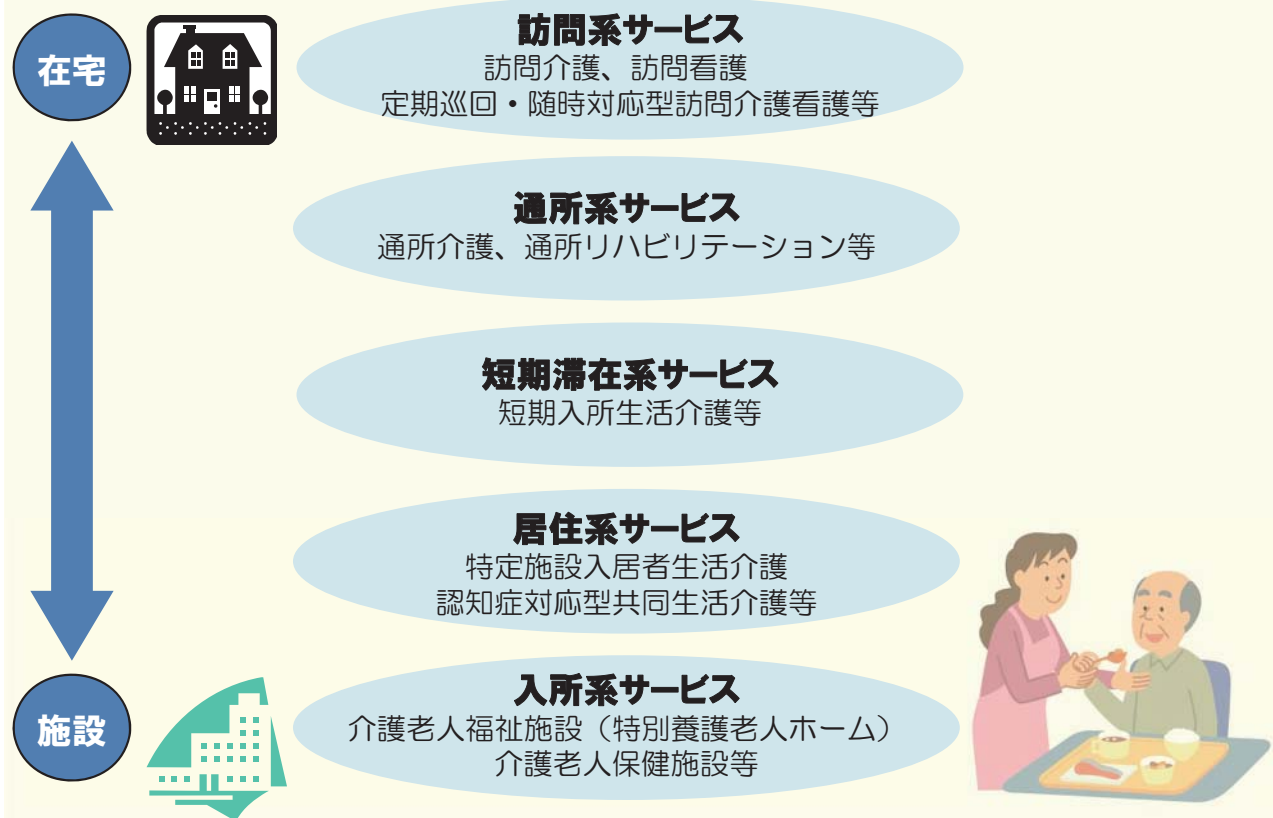 在宅
訪問系サービス
訪問介護、訪問看護
定期巡回・随時対応型訪問介護看護等
通所系サービス
通所介護、通所リハビリテーション等
短期滞在系サービス
短期入所生活介護等
居住系サービス
特定施設入居者生活介護
認知症対応型共同生活介護等
施設
入所系サービス
介護老人福祉施設（特別養護老人ホーム）
介護老人保健施設等